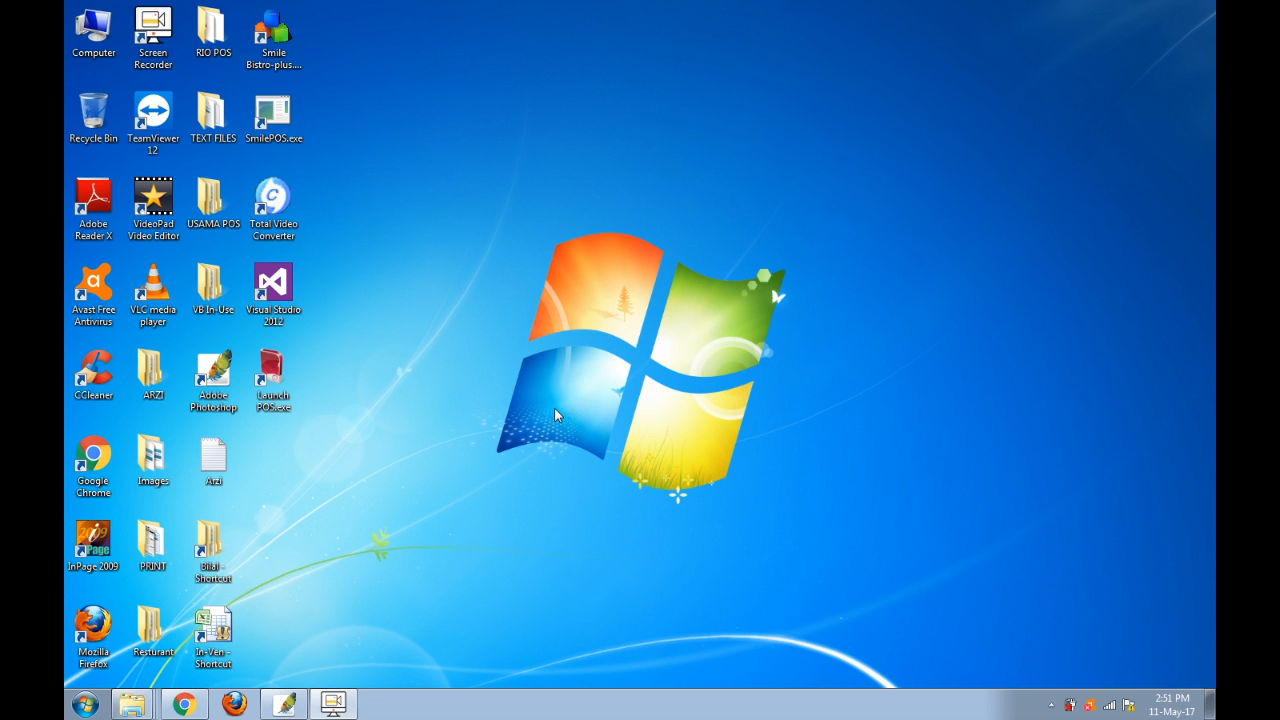 Computer
Screen
Recorder
RIO POS
Smile
Bistro-plus....
Recycle Bin
TeamViewer
12
TEXT FILES
SmilePOS.exe
Adobe
Reader X
VideoPad
Video Editor
USAMA POS
Total Video
Converter
Avast Free
Antivirus
VLC media
player
VB In-Use
Visual Studio
2012
CCleaner
ARZI
Adobe
Photoshop
Launch
POS.exe
Google
Chrome
Images
Arzi
2009
iPage
InPage 2009
PRINT
Bilal -
Shortcut
Mozilla
Firefox
Resturant
In-Ven -
Shortcut
2:51 PM
11-May-17